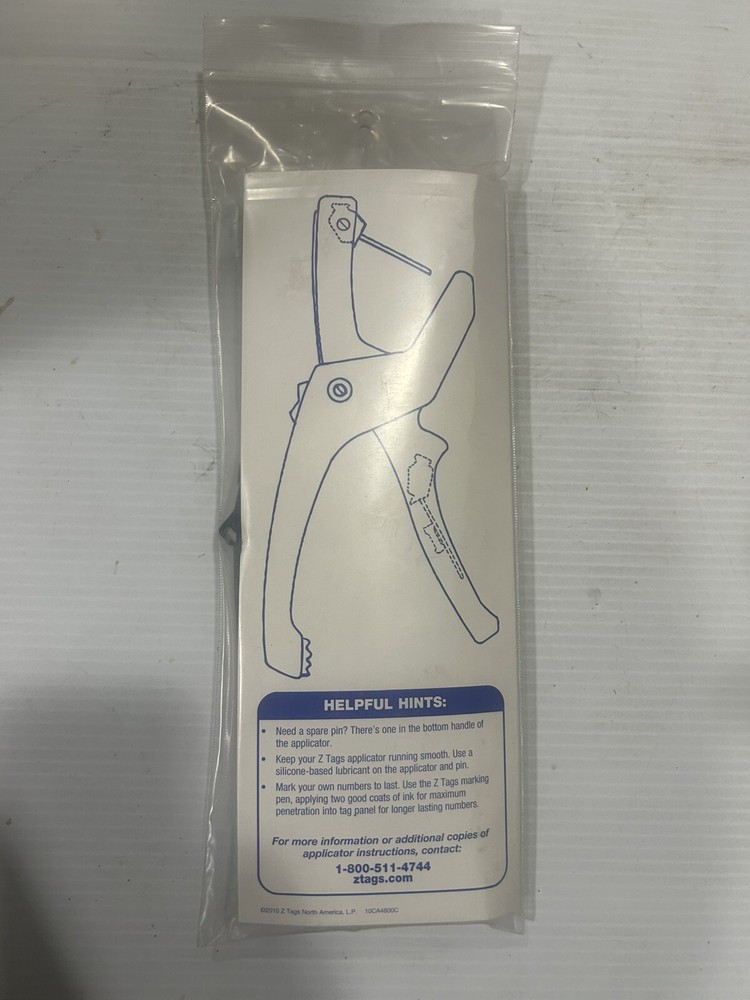 HELPFUL HINTS:
• Need a spare pin? There's one in the bottom handle of
the applicator.
• Keep your Z Tags applicator running smooth. Use a
silicone-based lubricant on the applicator and pin.
• Mark your own numbers to last. Use the Z Tags marking
pen, applying two good coats of ink for maximum
penetration into tag panel for longer lasting numbers.
For more information or additional copies of
applicator instructions, contact:
1-800-511-4744
ztags.com
©2010 Z Tags North America, L.P. 10CA4600C